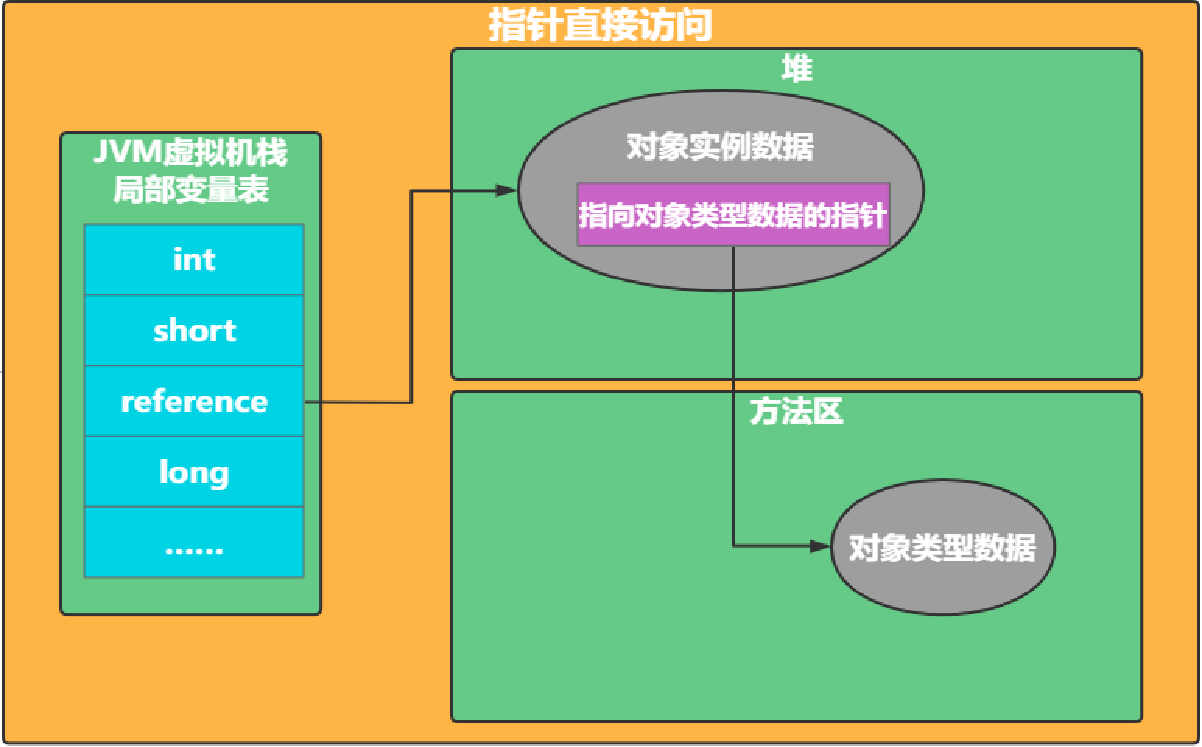 指针直接访问
堆
对象实例数据
指向对象类型数据的指针
JVM虚拟机栈
局部变量表
int
short
reference
long
......
方法区
对象类型数据